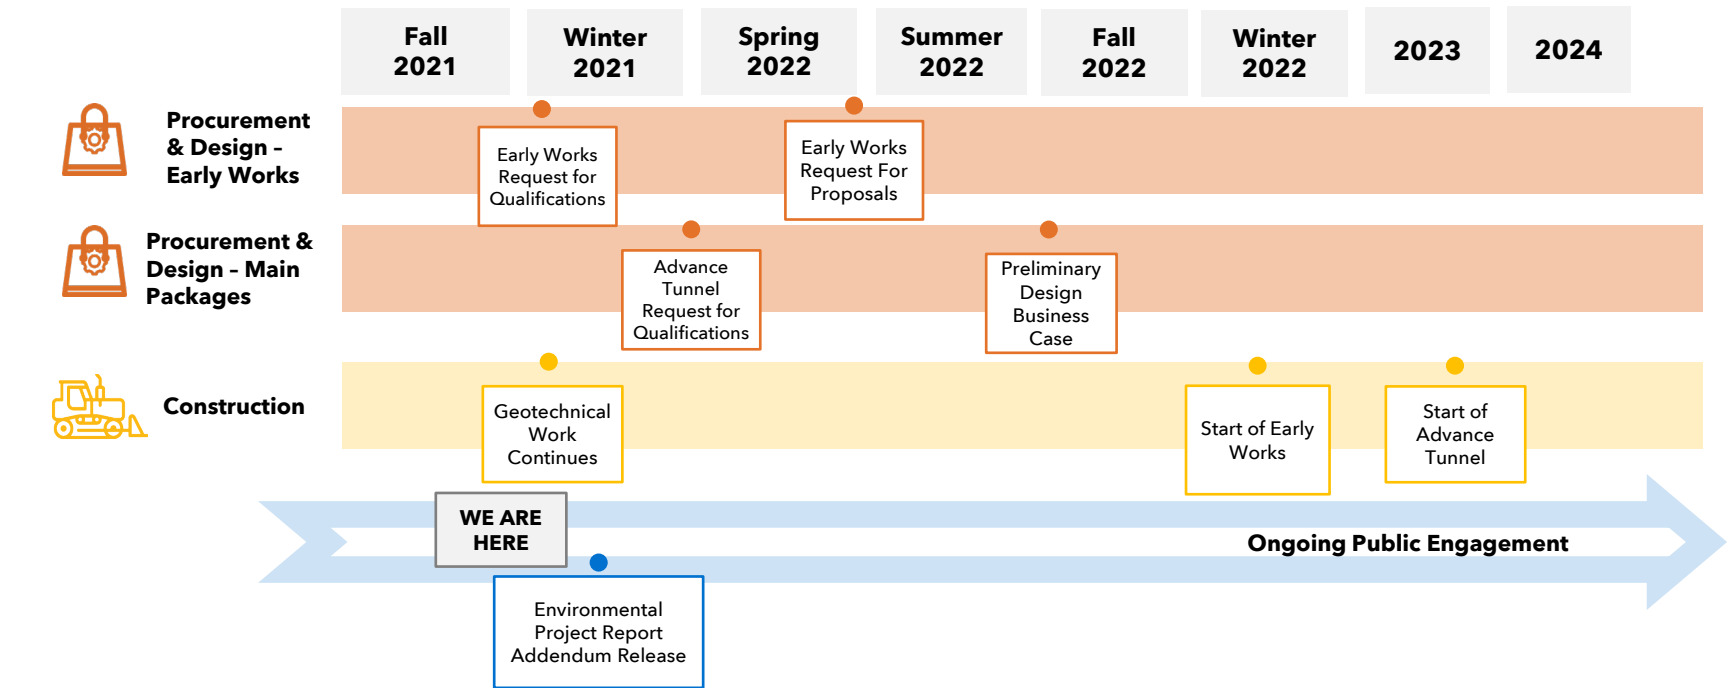 Fall
2021
Winter
2021
Spring
2022
Summer
2022
Fall
2022
Winter
2022
2023
2024
Procurement
& Design –
Early Works
Early Works
Request for
Qualifications
Early Works
Request For
Proposals
Procurement &
Design – Main
Packages
Advance
Tunnel
Request for
Qualifications
Preliminary
Design
Business
Case
Construction
Geotechnical
Work
Continues
Start of Early
Works
Start of
Advance
Tunnel
WE ARE
HERE
Ongoing Public Engagement
Environmental
Project Report
Addendum Release